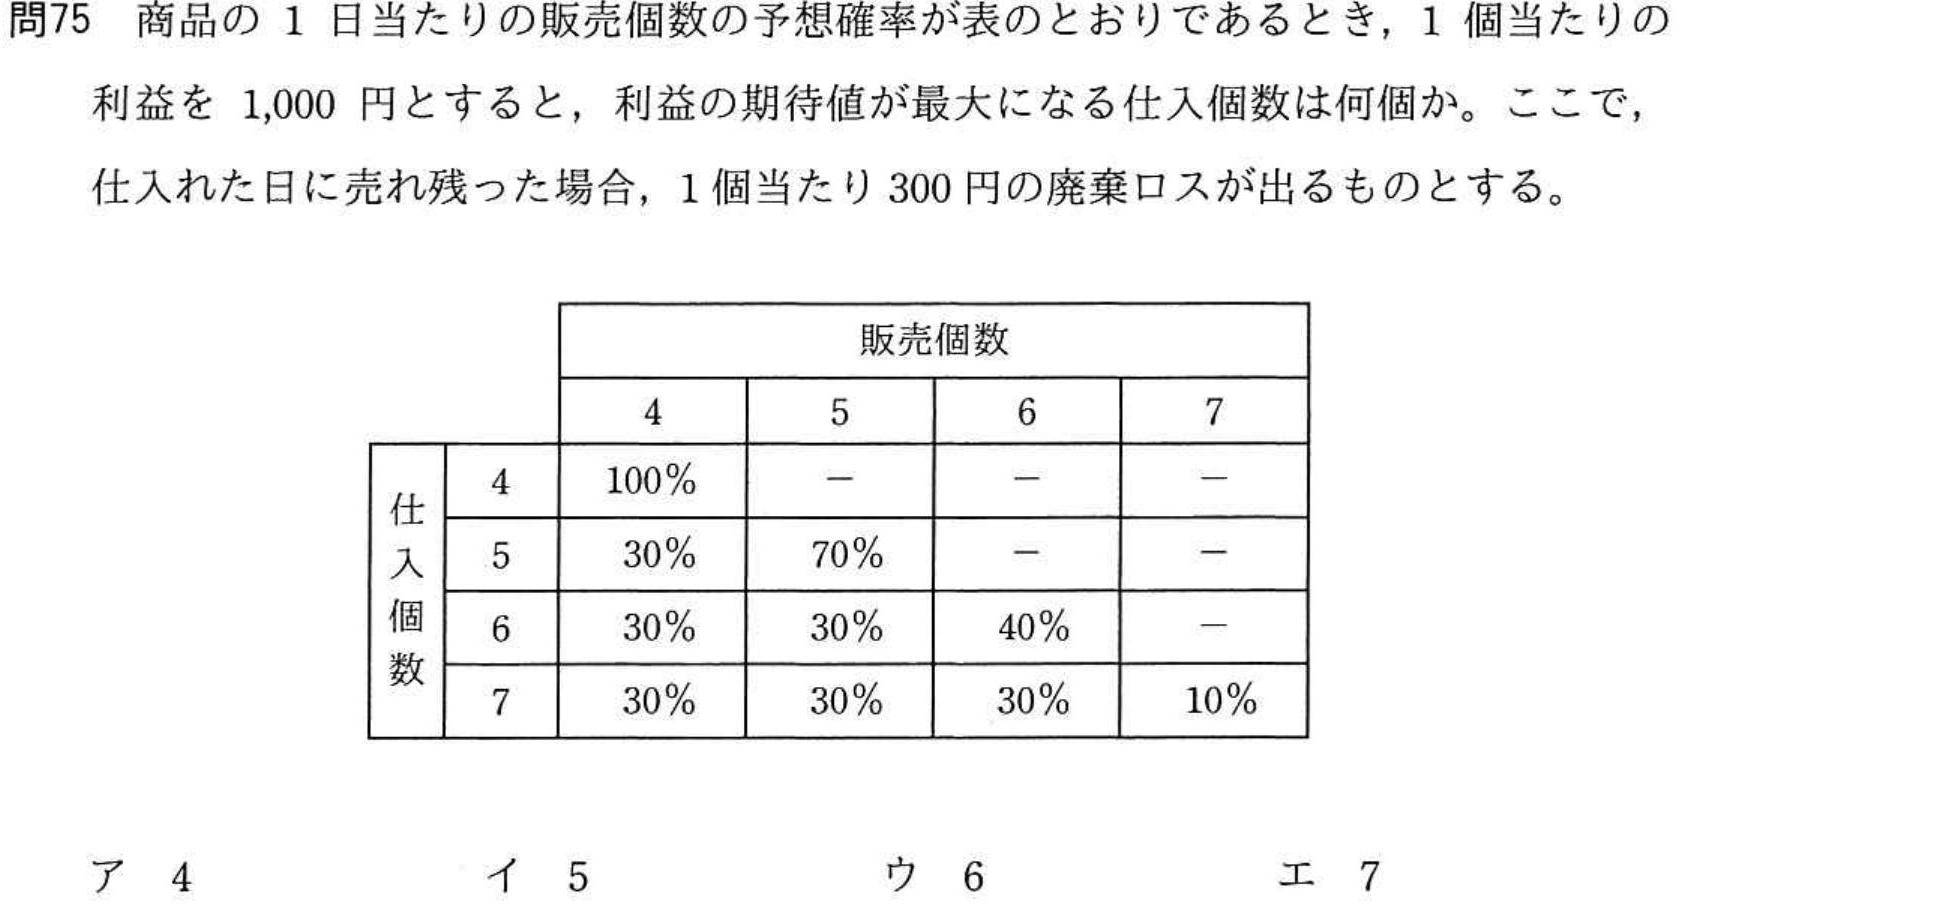 問75 商品の 1 日当たりの販売個数の予想確率が表のとおりであるとき，1 個当たりの
利益を 1,000 円とすると，利益の期待値が最大になる仕入個数は何個か。ここで，
仕入れた日に売れ残った場合，1 個当たり 300 円の廃棄ロスが出るものとする。
販売個数
4 5 6 7
仕入個数
4 100% － － －
5 30% 70% － －
6 30% 30% 40% －
7 30% 30% 30% 10%
ア 4 イ 5 ウ 6 エ 7